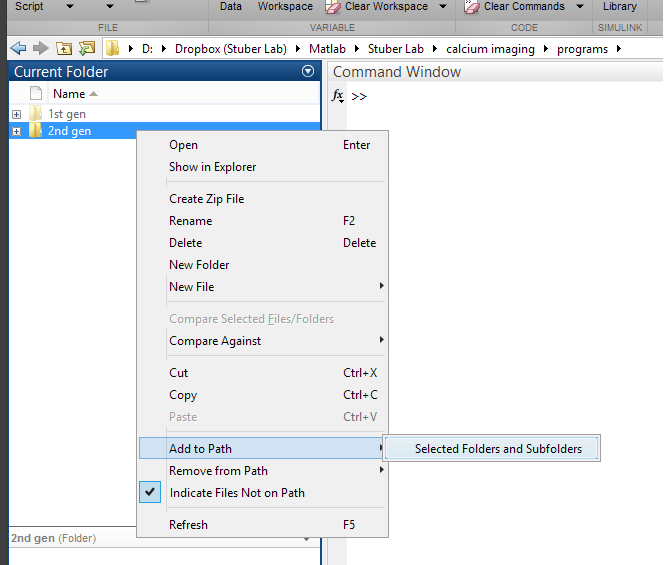 Script
Data Workspace Clear Workspace Clear Commands Library
FILE VARIABLE CODE SIMULINK
D: Dropbox (Stuber Lab) Matlab Stuber Lab calcium imaging programs
Current Folder
Command Window
Name
fx >>
1st gen
2nd gen
Open Enter
Show in Explorer
Create Zip File
Rename F2
Delete Delete
New Folder
New File
Compare Selected Files/Folders
Compare Against
Cut Ctrl+X
Copy Ctrl+C
Paste Ctrl+V
Add to Path
Selected Folders and Subfolders
Remove from Path
Indicate Files Not on Path
Refresh F5
2nd gen (Folder)